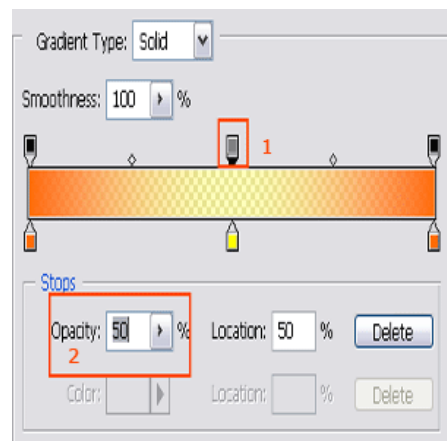 Gradient Type: Solid
Smoothness: 100 %
1
Stops
Opacity: 50 % Location: 50 % Delete
2
Color: Location: % Delete